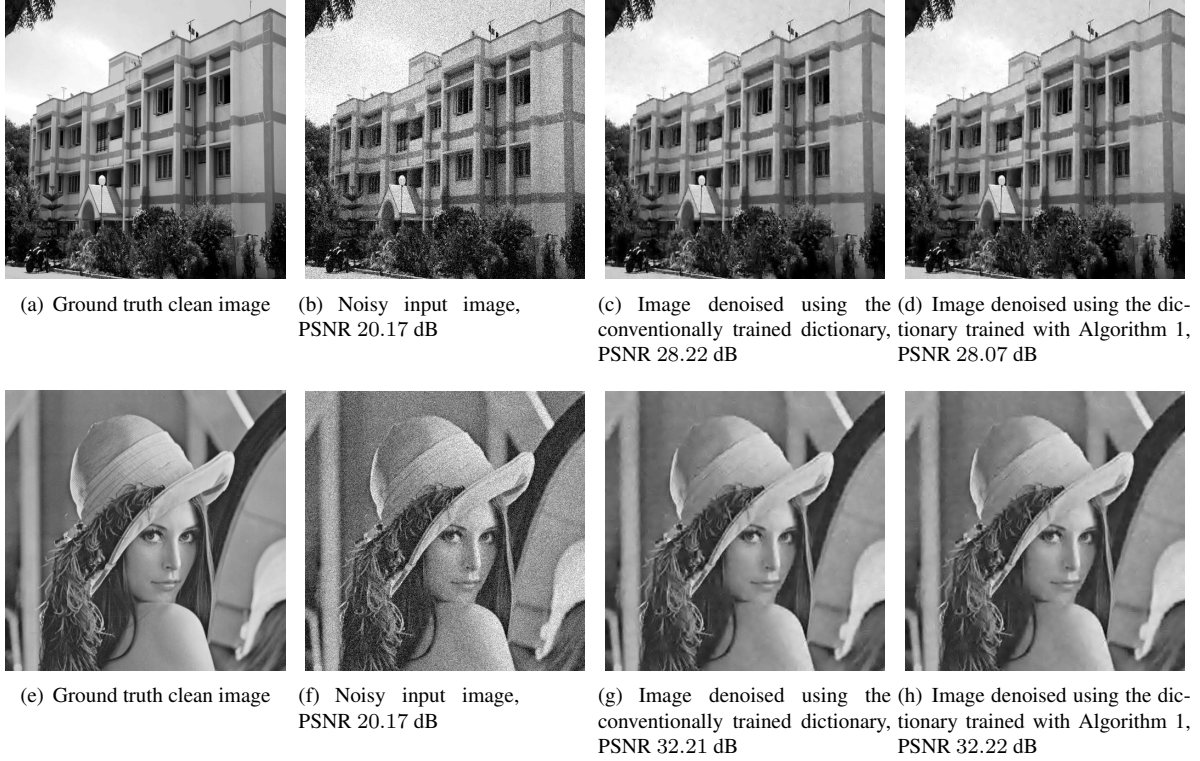 (a) Ground truth clean image
(b) Noisy input image,
PSNR 20.17 dB
(c) Image denoised using the
conventionally trained dictionary,
PSNR 28.22 dB
(d) Image denoised using the dic-
tionary trained with Algorithm 1,
PSNR 28.07 dB
(e) Ground truth clean image
(f) Noisy input image,
PSNR 20.17 dB
(g) Image denoised using the
conventionally trained dictionary,
PSNR 32.21 dB
(h) Image denoised using the dic-
tionary trained with Algorithm 1,
PSNR 32.22 dB